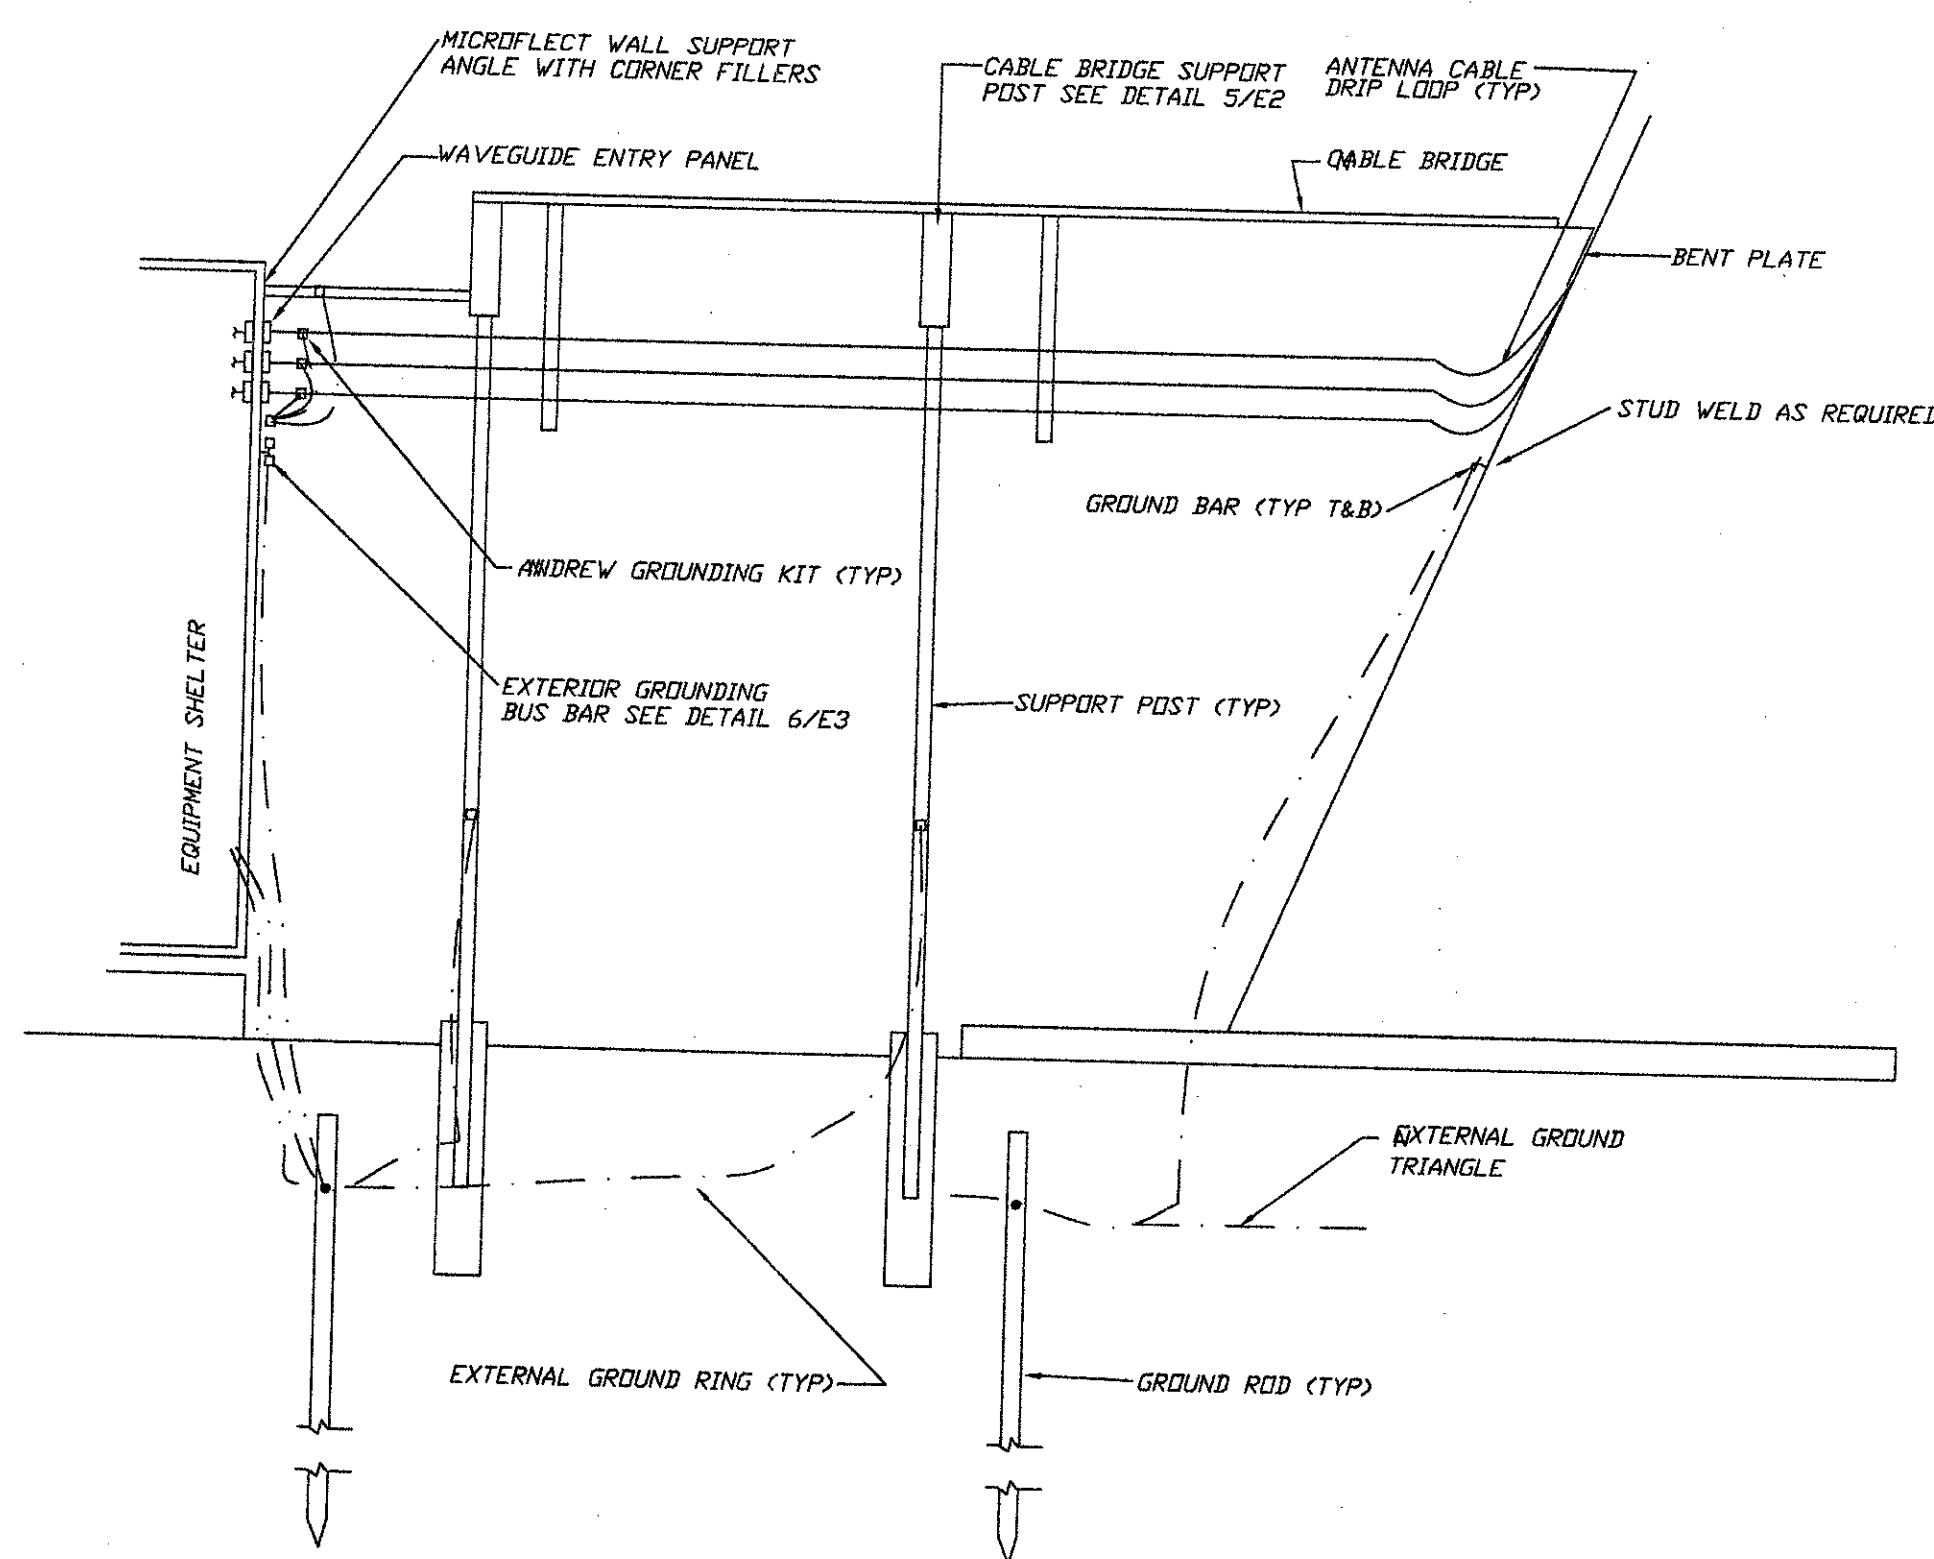 MICROFLECT WALL SUPPORT
ANGLE WITH CORNER FILLERS
CABLE BRIDGE SUPPORT
POST SEE DETAIL 5/E2
ANTENNA CABLE
DRIP LOOP (TYP)
WAVEGUIDE ENTRY PANEL
CABLE BRIDGE
BENT PLATE
STUD WELD AS REQUIRED
GROUND BAR (TYP T&B)
ANDREW GROUNDING KIT (TYP)
EQUIPMENT SHELTER
EXTERIOR GROUNDING
BUS BAR SEE DETAIL 6/E3
SUPPORT POST (TYP)
EXTERNAL GROUND
TRIANGLE
EXTERNAL GROUND RING (TYP)
GROUND ROD (TYP)